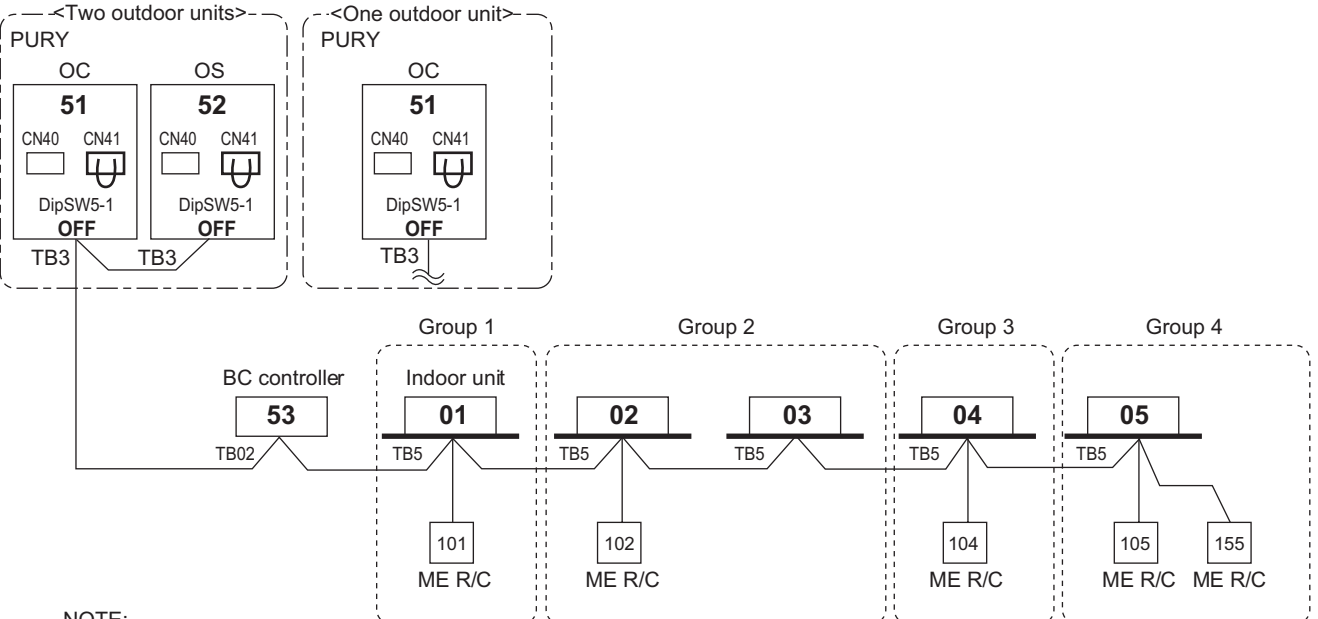 <Two outdoor units> <One outdoor unit>
PURY PURY
OC OS OC
51 52 51
CN40 CN41 CN40 CN41 CN40 CN41
DipSW5-1 DipSW5-1 DipSW5-1
OFF OFF OFF
TB3 TB3 TB3
Group 1 Group 2 Group 3 Group 4
BC controller Indoor unit
53 01 02 03 04 05
TB02 TB5 TB5 TB5 TB5 TB5
101 102 104 105 155
ME R/C ME R/C ME R/C ME R/C ME R/C
NOTE: